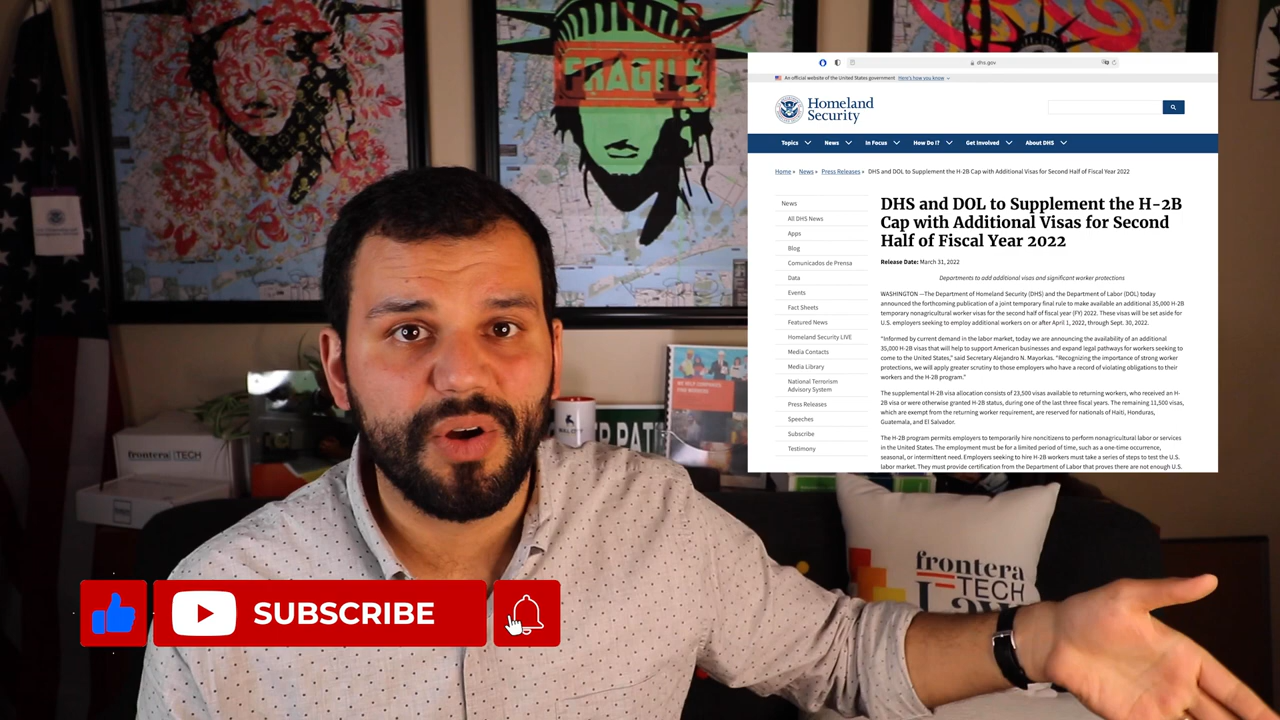 FRAGILE
dhs.gov
An official website of the United States government Here's how you know
Homeland
Security
Topics News In Focus How Do I? Get Involved About DHS
Home News Press Releases DHS and DOL to Supplement the H-2B Cap with Additional Visas for Second Half of Fiscal Year 2022
News
All DHS News
Apps
Blog
Comunicados de Prensa
Data
Events
Fact Sheets
Featured News
Homeland Security LIVE
Media Contacts
Media Library
National Terrorism
Advisory System
Press Releases
Speeches
Subscribe
Testimony
DHS and DOL to Supplement the H-2B
Cap with Additional Visas for Second
Half of Fiscal Year 2022
Release Date: March 31, 2022
Departments to add additional visas and significant worker protections
WASHINGTON —The Department of Homeland Security (DHS) and the Department of Labor (DOL) today
announced the forthcoming publication of a joint temporary final rule to make available an additional 35,000 H-2B
temporary nonagricultural worker visas for the second half of fiscal year (FY) 2022. These visas will be set aside for
U.S. employers seeking to employ additional workers on or after April 1, 2022, through Sept. 30, 2022.
"Informed by current demand in the labor market, today we are announcing the availability of an additional
35,000 H-2B visas that will help to support American businesses and expand legal pathways for workers seeking to
come to the United States," said Secretary Alejandro N. Mayorkas. "Recognizing the importance of strong worker
protections, we will apply greater scrutiny to those employers who have a record of violating obligations to their
workers and the H-2B program."
The supplemental H-2B visa allocation consists of 23,500 visas available to returning workers, who received an H-
2B visa or were otherwise granted H-2B status, during one of the last three fiscal years. The remaining 11,500 visas,
which are exempt from the returning worker requirement, are reserved for nationals of Haiti, Honduras,
Guatemala, and El Salvador.
The H-2B program permits employers to temporarily hire noncitizens to perform nonagricultural labor or services
in the United States. The employment must be for a limited period of time, such as a one-time occurrence,
seasonal, or intermittent need. Employers seeking to hire H-2B workers must take a series of steps to test the U.S.
labor market. They must provide certification from the Department of Labor that proves there are not enough U.S.
frontera TECH
frontera
TECH
Law
SUBSCRIBE